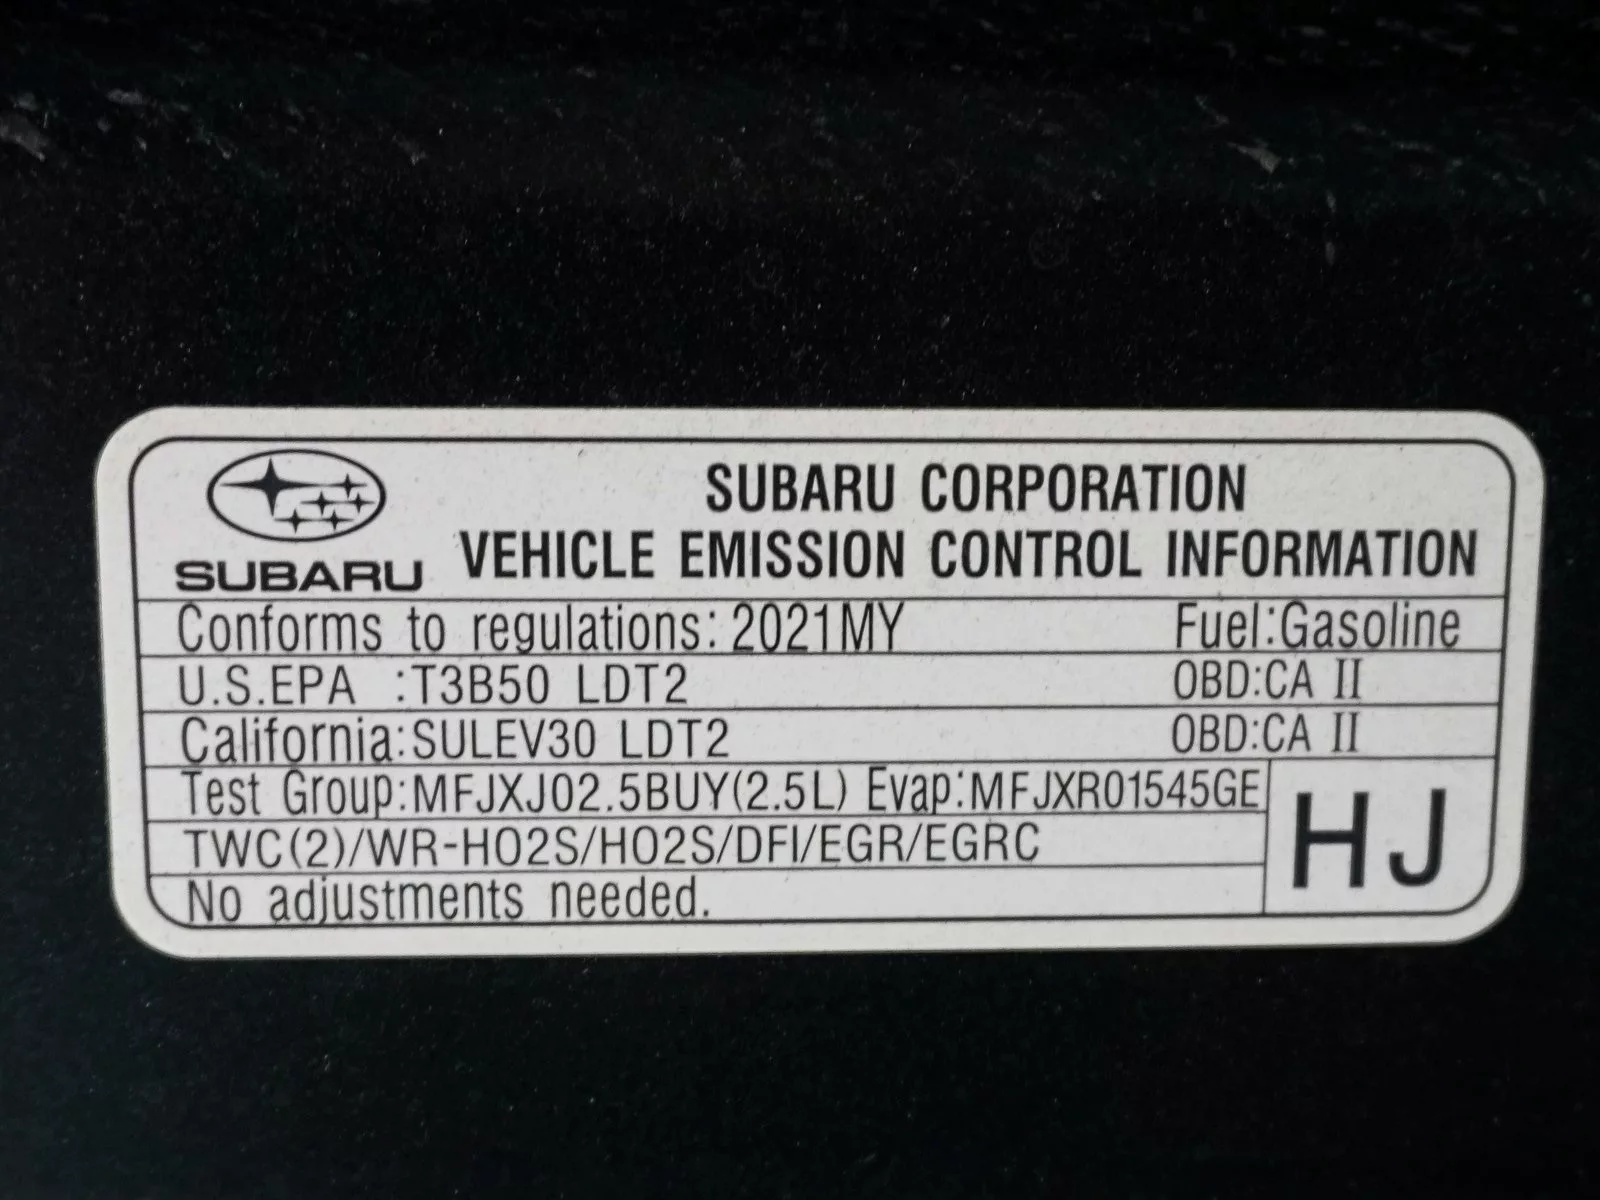 SUBARU CORPORATION
SUBARU VEHICLE EMISSION CONTROL INFORMATION
Conforms to regulations: 2021MY Fuel:Gasoline
U.S.EPA :T3B50 LDT2 OBD:CA II
California:SULEV30 LDT2 OBD:CA II
Test Group:MFJXJ02.5BUY(2.5L) Evap:MFJXR01545GE
TWC(2)/WR-HO2S/HO2S/DFI/EGR/EGRC
No adjustments needed.
HJ